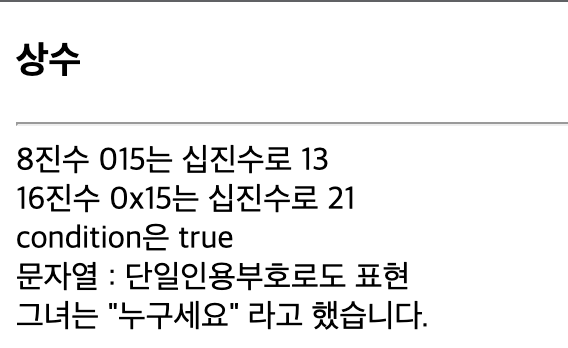 상수
8진수 015는 십진수로 13
16진수 0x15는 십진수로 21
condition은 true
문자열 : 단일인용부호로도 표현
그녀는 "누구세요" 라고 했습니다.